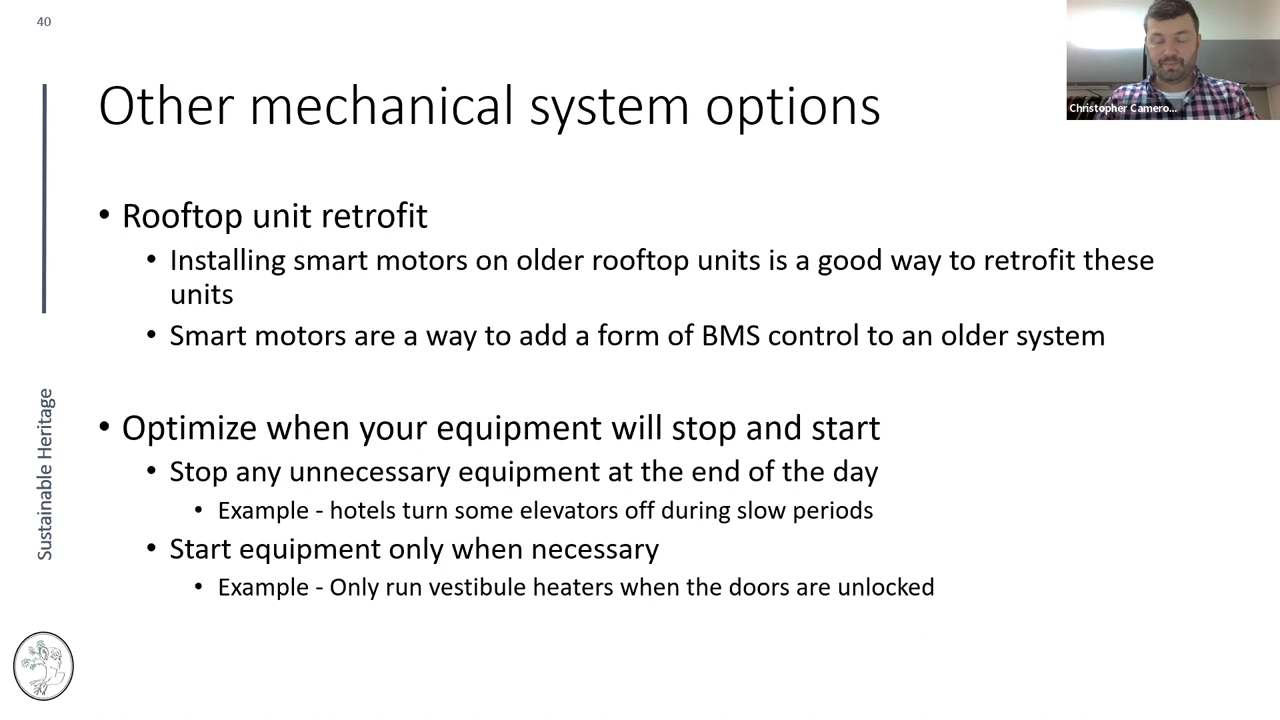 40
Other mechanical system options
Christopher Camero...
• Rooftop unit retrofit
• Installing smart motors on older rooftop units is a good way to retrofit these
units
• Smart motors are a way to add a form of BMS control to an older system
• Optimize when your equipment will stop and start
• Stop any unnecessary equipment at the end of the day
• Example - hotels turn some elevators off during slow periods
• Start equipment only when necessary
• Example - Only run vestibule heaters when the doors are unlocked
Sustainable Heritage